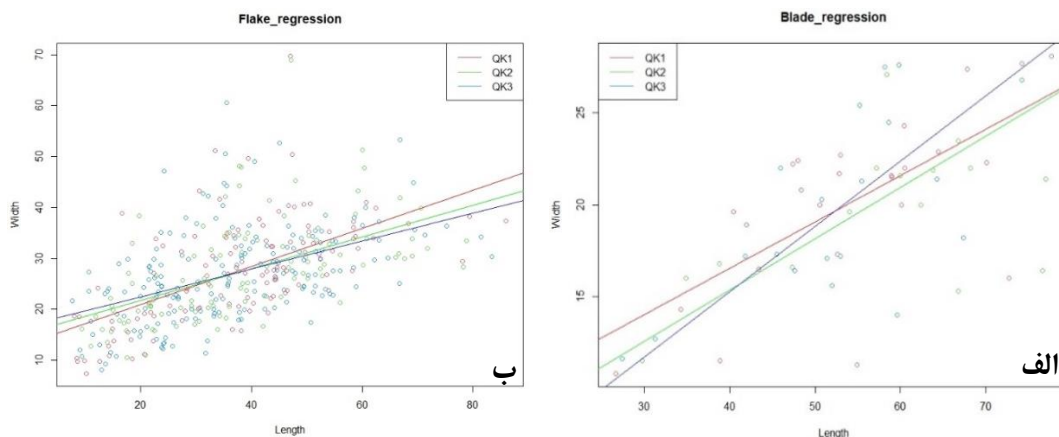 Flake_regression
QK1
QK2
QK3
70
60
50
40
30
20
10
Width
20
40
60
80
Length
ب
Blade_regression
QK1
QK2
QK3
25
20
15
Width
30
40
50
60
70
Length
الف